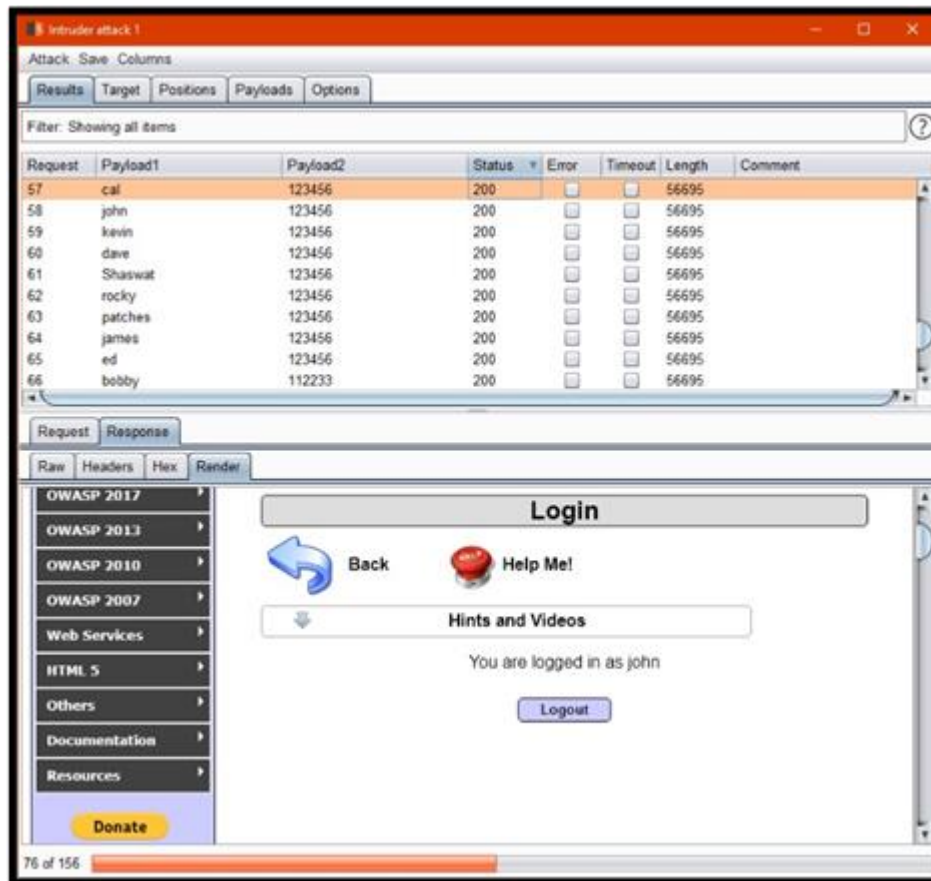 Intruder attack 1
Attack Save Columns
Results Target Positions Payloads Options
Filter: Showing all items
Request Payload1 Payload2 Status Error Timeout Length Comment
57 cal 123456 200 56695
58 john 123456 200 56695
59 kevin 123456 200 56695
60 dave 123456 200 56695
61 Shaswat 123456 200 56695
62 rocky 123456 200 56695
63 patches 123456 200 56695
64 james 123456 200 56695
65 ed 123456 200 56695
66 bobby 112233 200 56695
Request Response
Raw Headers Hex Render
OWASP 2017
OWASP 2013
OWASP 2010
OWASP 2007
Web Services
HTML 5
Others
Documentation
Resources
Donate
Login
Back Help Me!
Hints and Videos
You are logged in as john
Logout
76 of 156